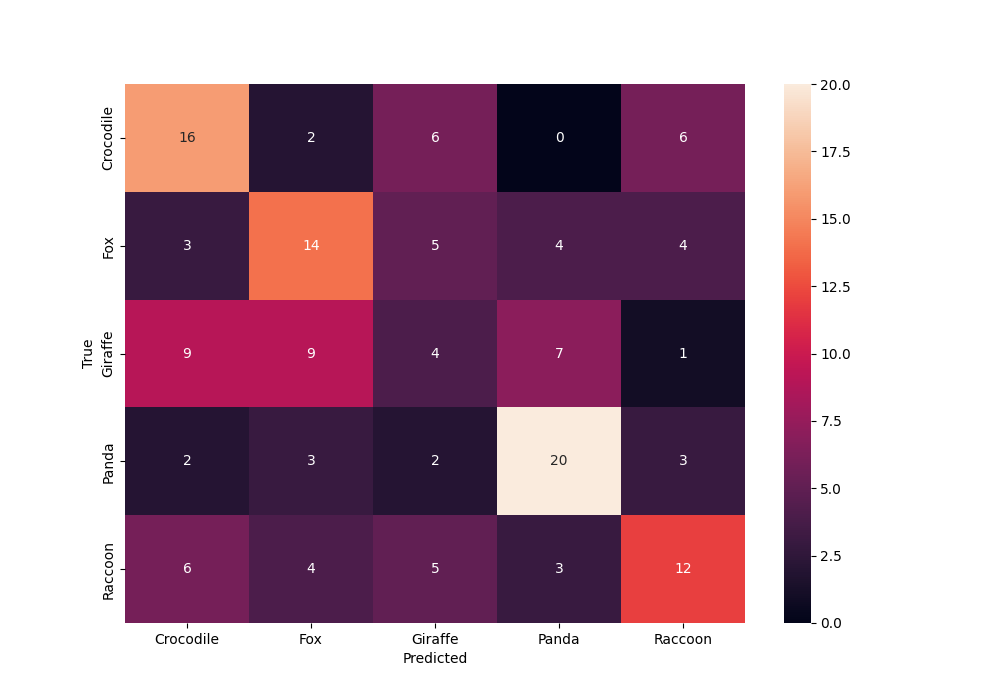 Crocodile 16 2 6 0 6
Fox 3 14 5 4 4
Giraffe 9 9 4 7 1
Panda 2 3 2 20 3
Raccoon 6 4 5 3 12
True
Crocodile Fox Giraffe Panda Raccoon
Predicted
20.0
17.5
15.0
12.5
10.0
7.5
5.0
2.5
0.0